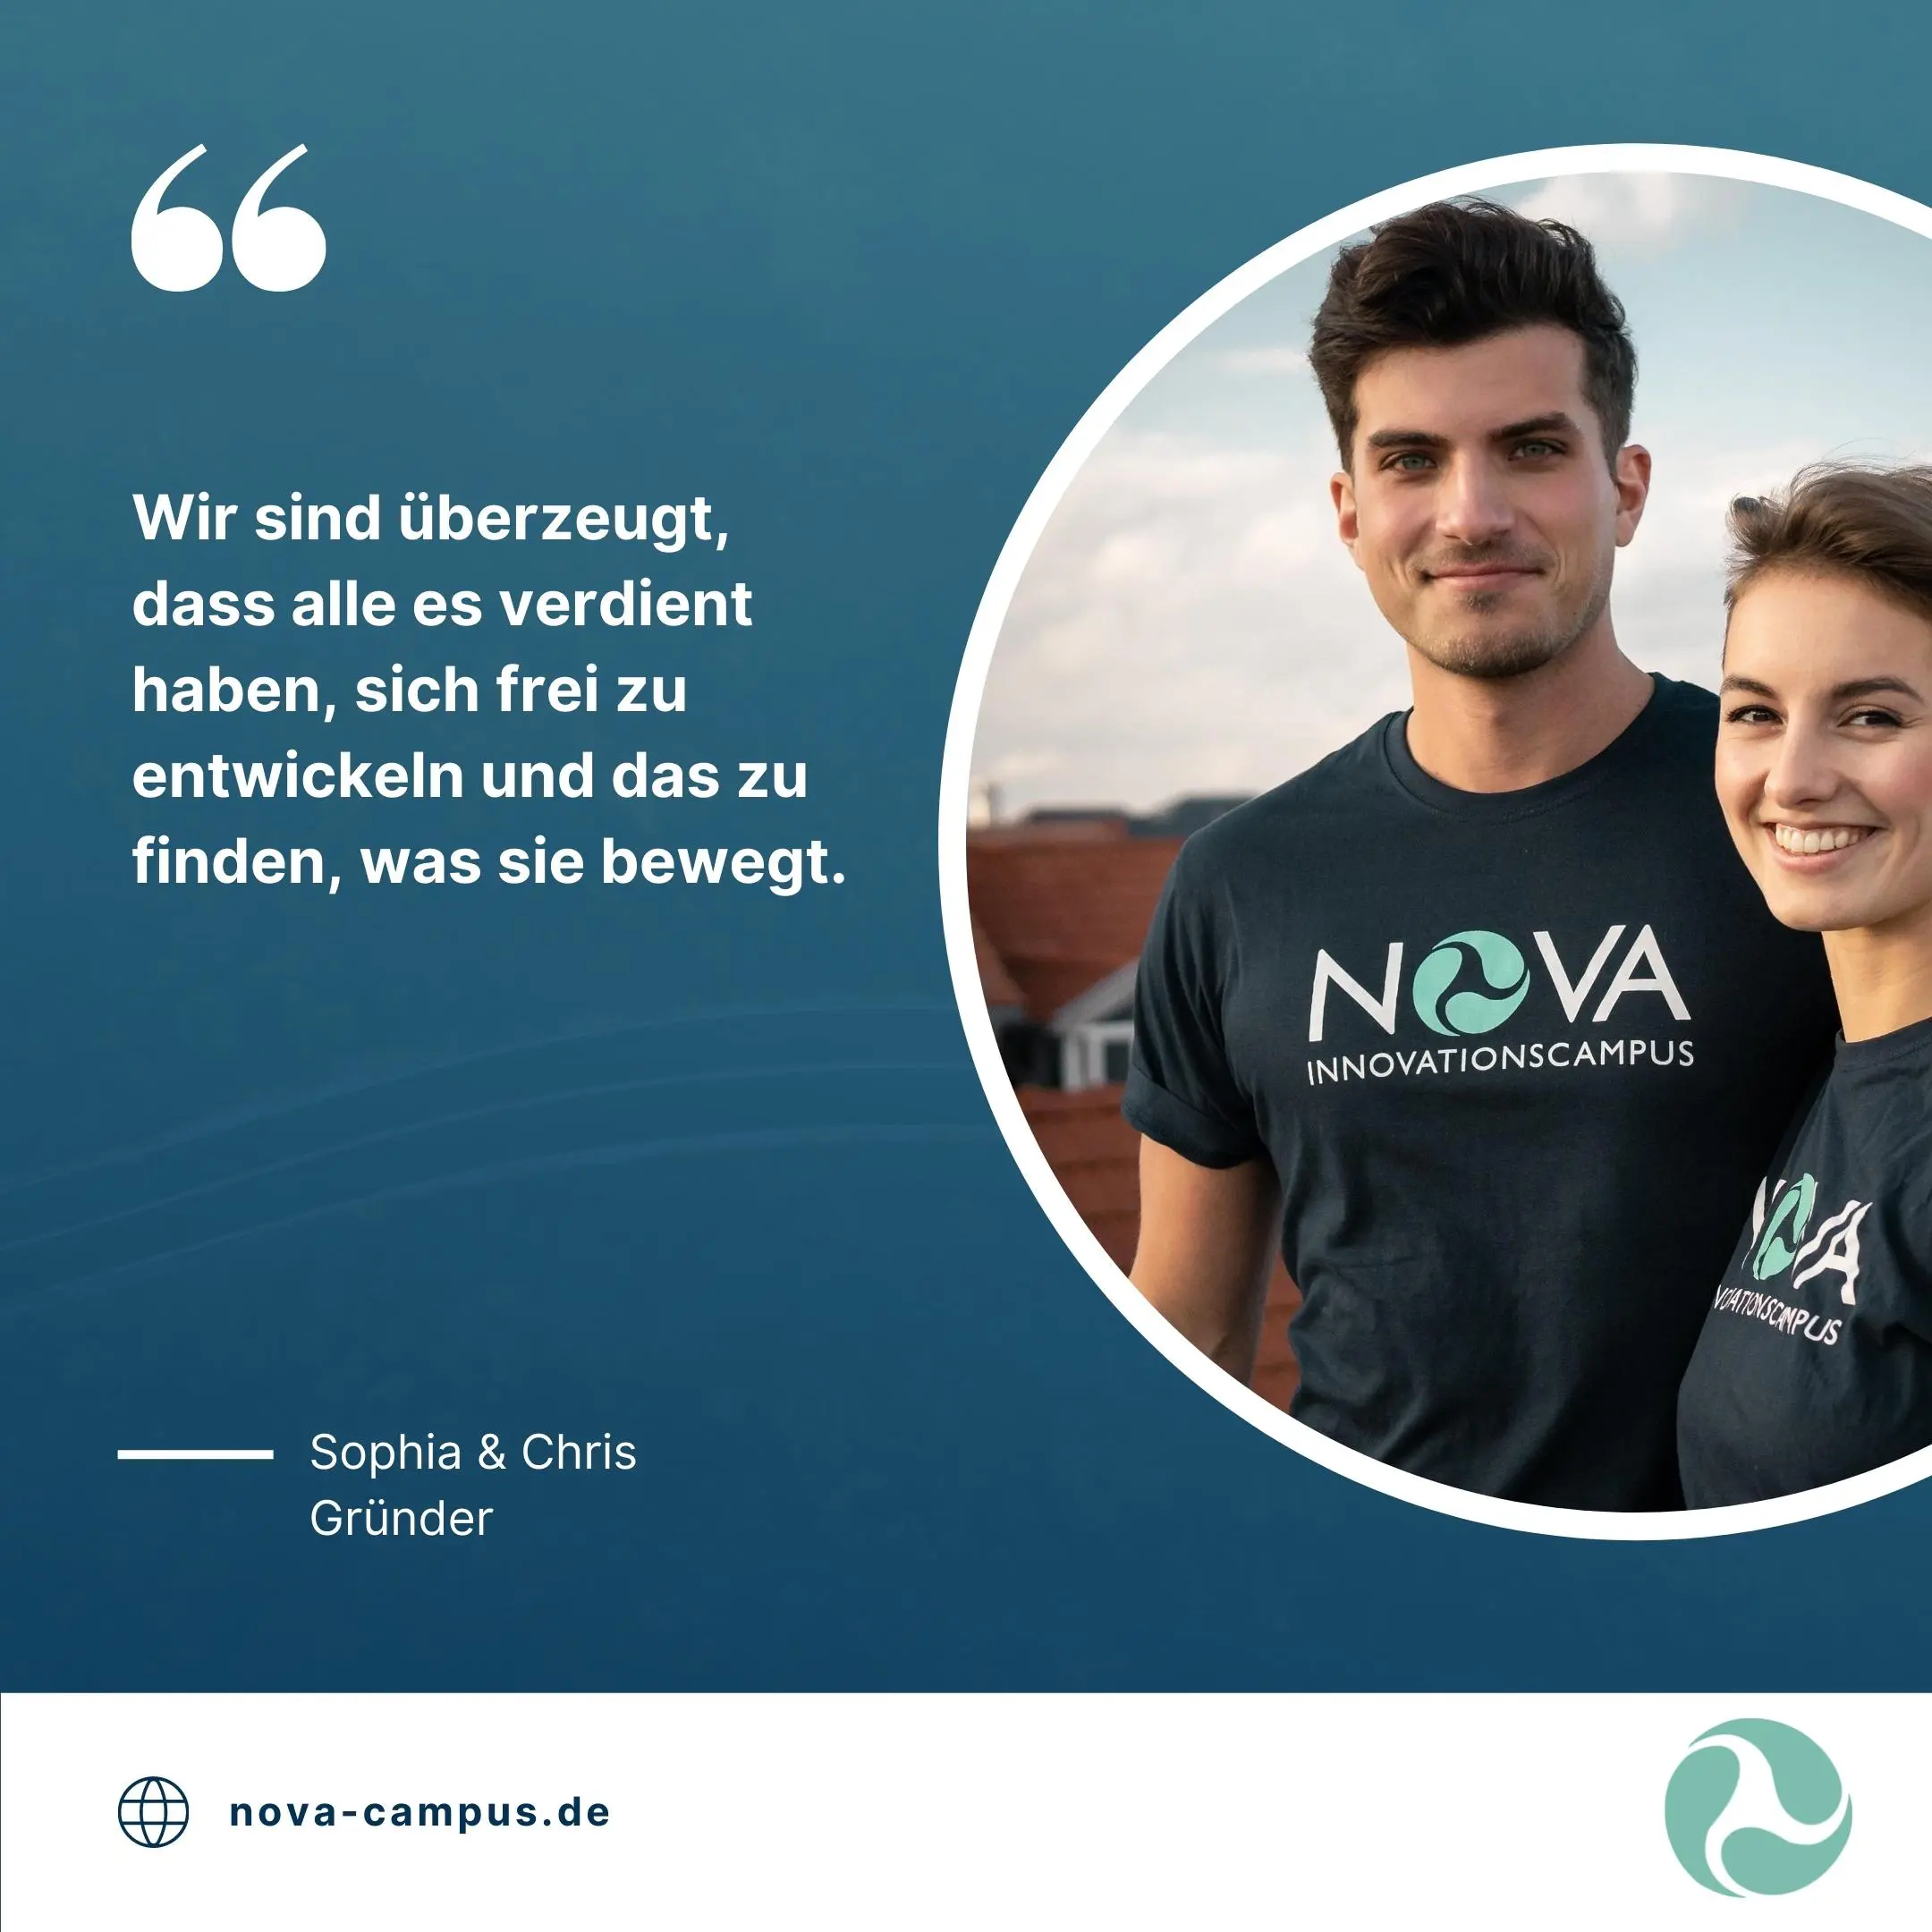 “
Wir sind überzeugt,
dass alle es verdient
haben, sich frei zu
entwickeln und das zu
finden, was sie bewegt.
NOVA
INNOVATIONSCAMPUS
NOVA
NOVATIONSCAMPUS
Sophia & Chris
Gründer
nova-campus.de